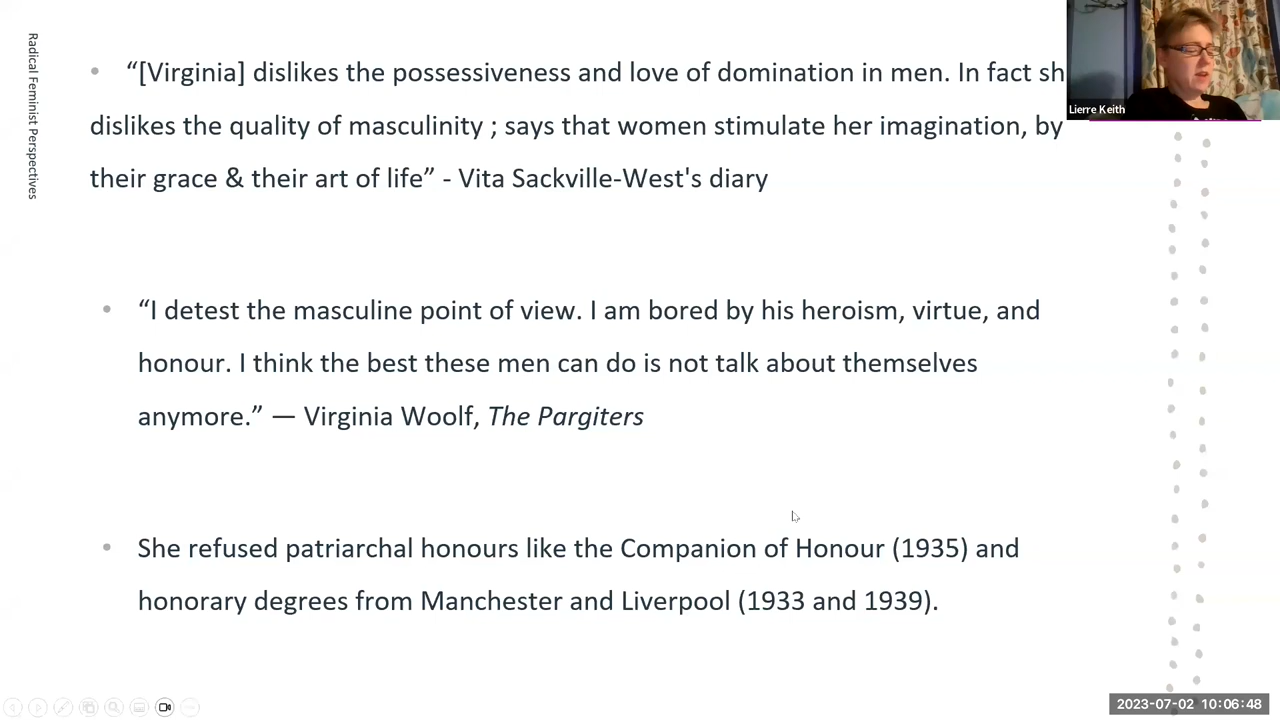 Radical Feminist Perspectives
• “[Virginia] dislikes the possessiveness and love of domination in men. In fact sh
dislikes the quality of masculinity ; says that women stimulate her imagination, by
their grace & their art of life” - Vita Sackville-West's diary
• “I detest the masculine point of view. I am bored by his heroism, virtue, and
honour. I think the best these men can do is not talk about themselves
anymore.” — Virginia Woolf, The Pargiters
• She refused patriarchal honours like the Companion of Honour (1935) and
honorary degrees from Manchester and Liverpool (1933 and 1939).
Lierre Keith
2023-07-02 10:06:48